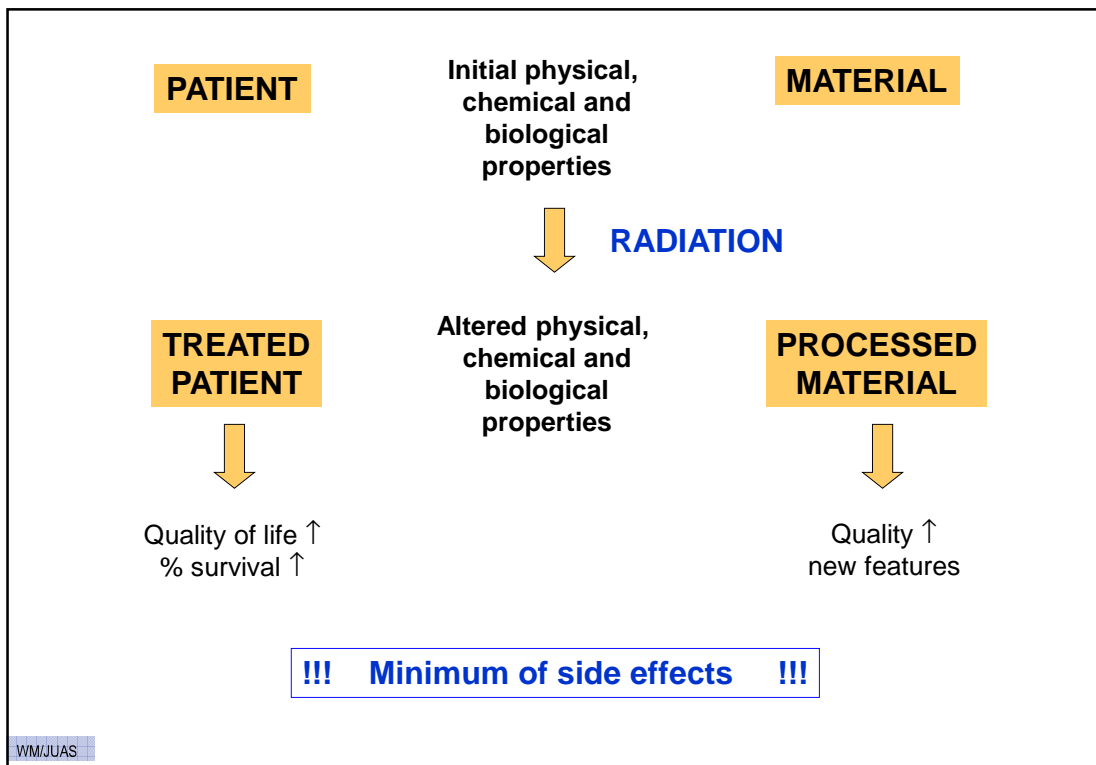 PATIENT
Initial physical,
chemical and
biological
properties
MATERIAL
RADIATION
TREATED
PATIENT
Altered physical,
chemical and
biological
properties
PROCESSED
MATERIAL
Quality of life ↑
% survival ↑
Quality ↑
new features
!!! Minimum of side effects !!!
WM/JUAS